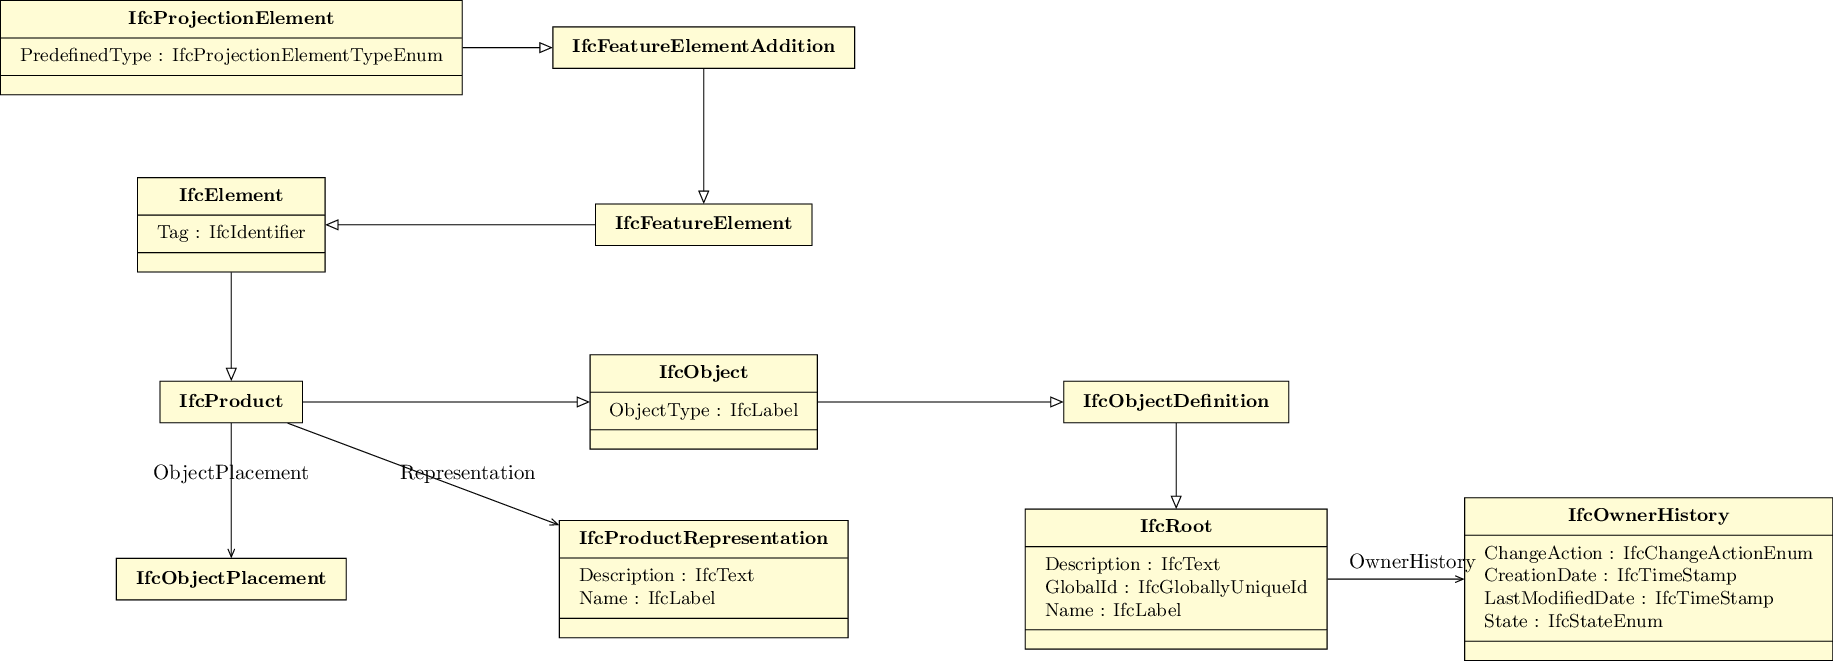 IfcProjectionElement
PredefinedType : IfcProjectionElementTypeEnum
IfcFeatureElementAddition
IfcElement
Tag : IfcIdentifier
IfcFeatureElement
IfcProduct
IfcObject
ObjectType : IfcLabel
IfcObjectDefinition
ObjectPlacement
Representation
IfcObjectPlacement
IfcProductRepresentation
Description : IfcText
Name : IfcLabel
IfcRoot
Description : IfcText
GlobalId : IfcGloballyUniqueId
Name : IfcLabel
OwnerHistory
IfcOwnerHistory
ChangeAction : IfcChangeActionEnum
CreationDate : IfcTimeStamp
LastModifiedDate : IfcTimeStamp
State : IfcStateEnum